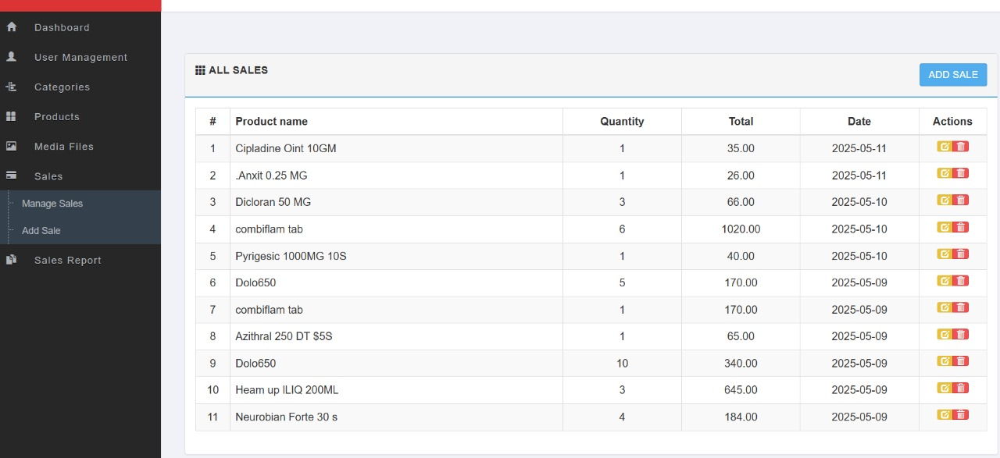 Dashboard
User Management
Categories
Products
Media Files
Sales
Manage Sales
Add Sale
Sales Report
ALL SALES
ADD SALE
# Product name Quantity Total Date Actions
1 Cipladine Oint 10GM 1 35.00 2025-05-11
2 .Anxit 0.25 MG 1 26.00 2025-05-11
3 Dicloran 50 MG 3 66.00 2025-05-10
4 combiflam tab 6 1020.00 2025-05-10
5 Pyrigesic 1000MG 10S 1 40.00 2025-05-10
6 Dolo650 5 170.00 2025-05-09
7 combiflam tab 1 170.00 2025-05-09
8 Azithral 250 DT $5S 1 65.00 2025-05-09
9 Dolo650 10 340.00 2025-05-09
10 Heam up lLIQ 200ML 3 645.00 2025-05-09
11 Neurobian Forte 30 s 4 184.00 2025-05-09